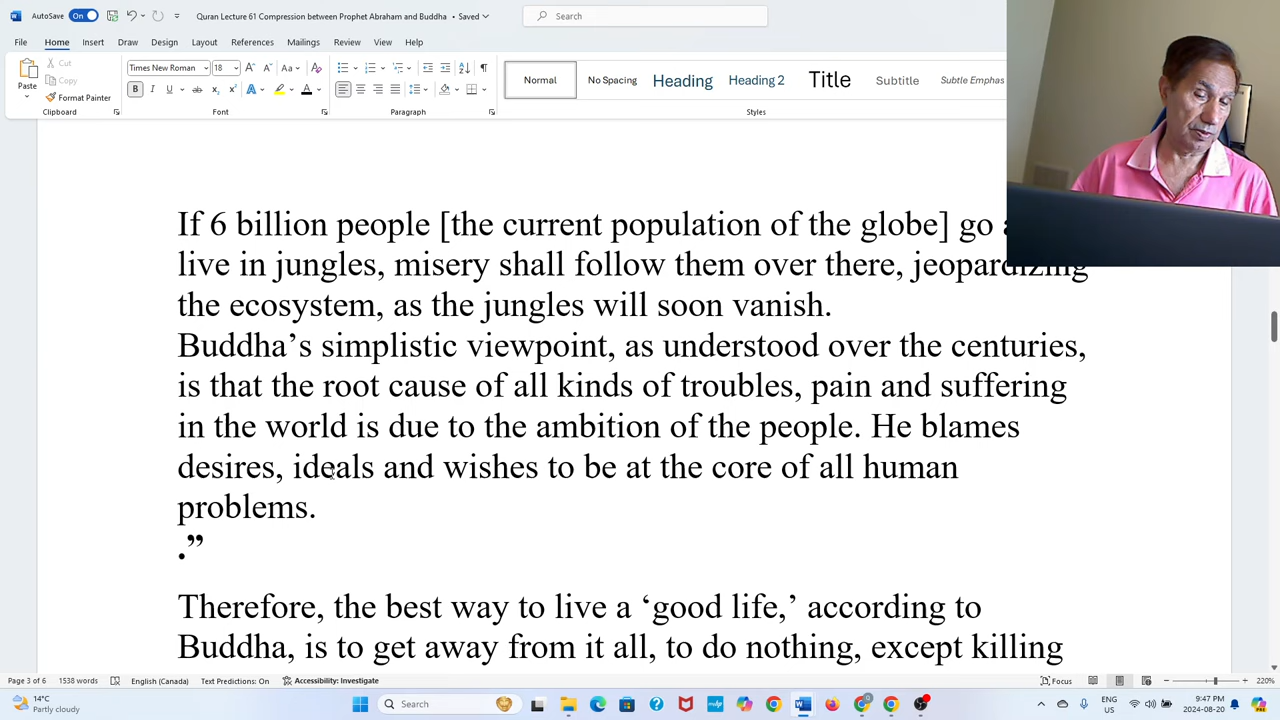 AutoSave On Quran Lecture 61 Compression between Prophet Abraham and Buddha • Saved Search
File Home Insert Draw Design Layout References Mailings Review View Help
Paste Cut Copy Format Painter Times New Roman 18 Normal No Spacing Heading Heading 2 Title Subtitle Subtle Emphas
Clipboard Font Paragraph Styles
If 6 billion people [the current population of the globe] go
live in jungles, misery shall follow them over there, jeopardizing
the ecosystem, as the jungles will soon vanish.
Buddha’s simplistic viewpoint, as understood over the centuries,
is that the root cause of all kinds of troubles, pain and suffering
in the world is due to the ambition of the people. He blames
desires, ideals and wishes to be at the core of all human
problems.
.”
Therefore, the best way to live a ‘good life,’ according to
Buddha, is to get away from it all, to do nothing, except killing
Page 3 of 6 1538 words English (Canada) Text Predictions: On Accessibility: Investigate Focus 220%
14°C
Partly cloudy
Search
ENG
US
9:47 PM
2024-08-20